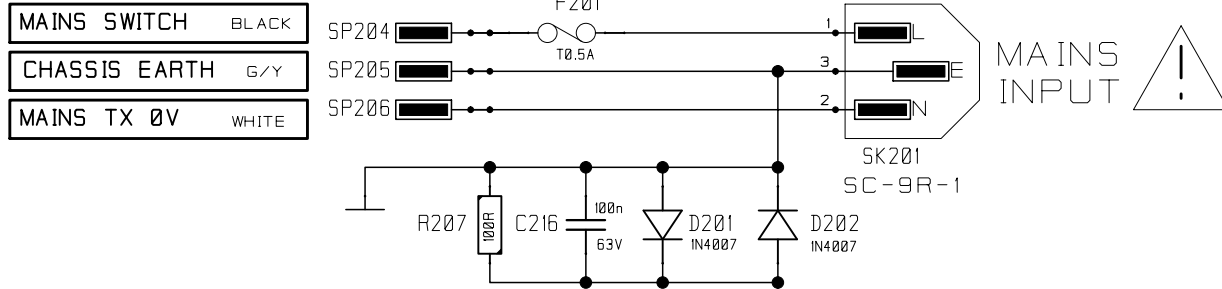 F201
MAINS SWITCH BLACK
SP204
1
L
T0.5A
CHASSIS EARTH G/Y
SP205
3
E
MAINS
INPUT
!
MAINS TX 0V WHITE
SP206
2
N
SK201
SC-9R-1
R207
100R
C216
100n
63V
D201
1N4007
D202
1N4007